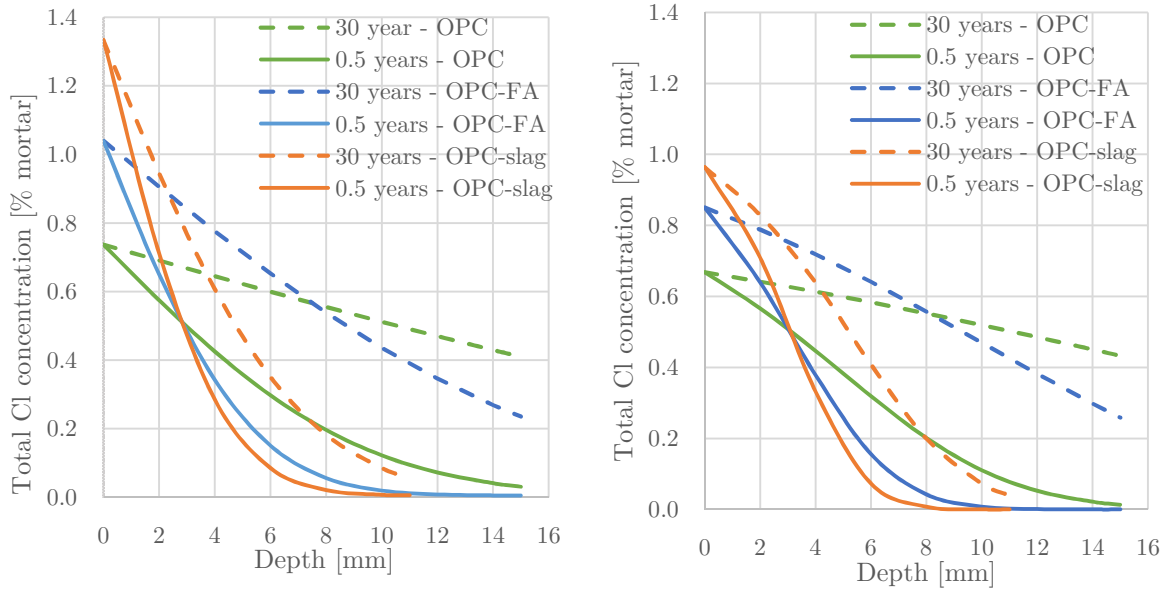 Total Cl concentration [% mortar]
1.4
1.2
1.0
0.8
0.6
0.4
0.2
0.0
30 year - OPC
0.5 years - OPC
30 years - OPC-FA
0.5 years - OPC-FA
30 years - OPC-slag
0.5 years - OPC-slag
0 2 4 6 8 10 12 14 16
Depth [mm]
Total Cl concentration [% mortar]
1.4
1.2
1.0
0.8
0.6
0.4
0.2
0.0
30 years - OPC
0.5 years - OPC
30 years - OPC-FA
0.5 years - OPC-FA
30 years - OPC-slag
0.5 years - OPC-slag
0 2 4 6 8 10 12 14 16
Depth [mm]